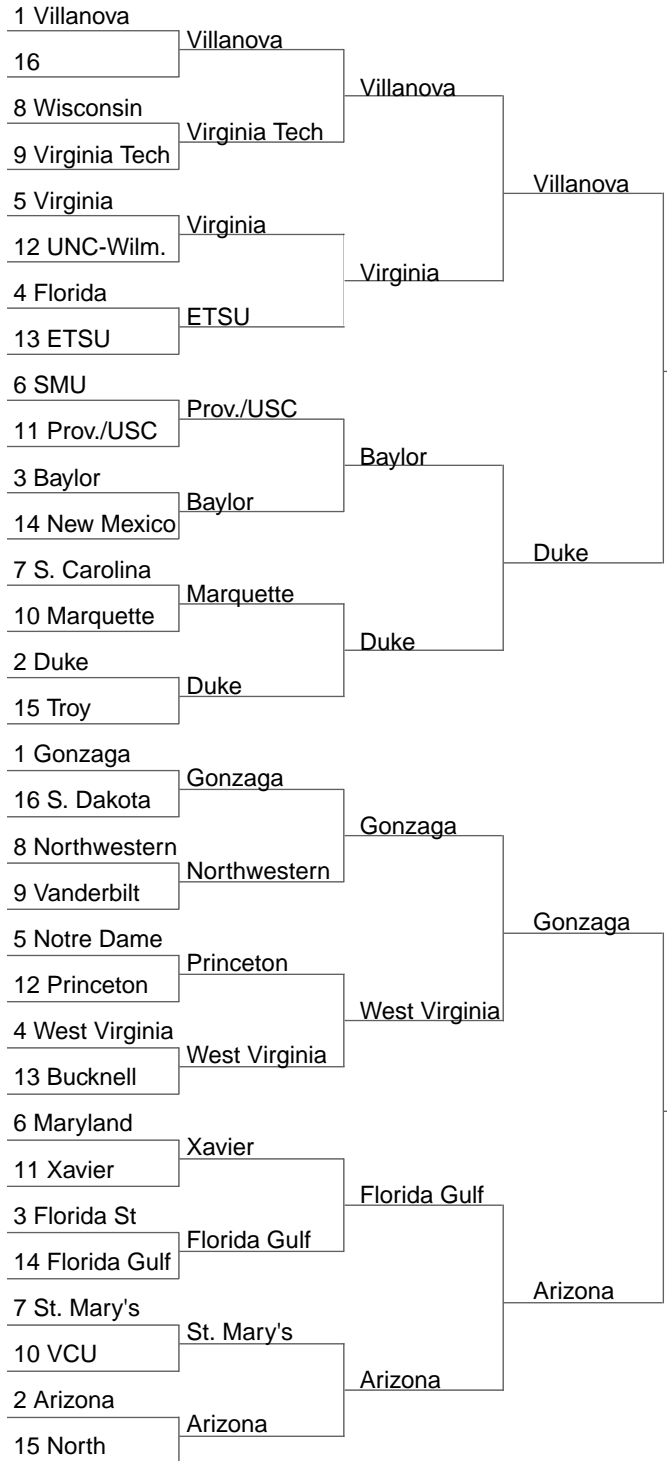 1 Villanova
16
8 Wisconsin
9 Virginia Tech
5 Virginia
12 UNC-Wilm.
4 Florida
13 ETSU
6 SMU
11 Prov./USC
3 Baylor
14 New Mexico
7 S. Carolina
10 Marquette
2 Duke
15 Troy
1 Gonzaga
16 S. Dakota
8 Northwestern
9 Vanderbilt
5 Notre Dame
12 Princeton
4 West Virginia
13 Bucknell
6 Maryland
11 Xavier
3 Florida St
14 Florida Gulf
7 St. Mary's
10 VCU
2 Arizona
15 North
Villanova
Virginia Tech
Virginia
ETSU
Prov./USC
Baylor
Marquette
Duke
Gonzaga
Northwestern
Princeton
West Virginia
Xavier
Florida Gulf
St. Mary's
Arizona
Villanova
Virginia
Baylor
Duke
Gonzaga
West Virginia
Florida Gulf
Arizona
Villanova
Duke
Gonzaga
Arizona